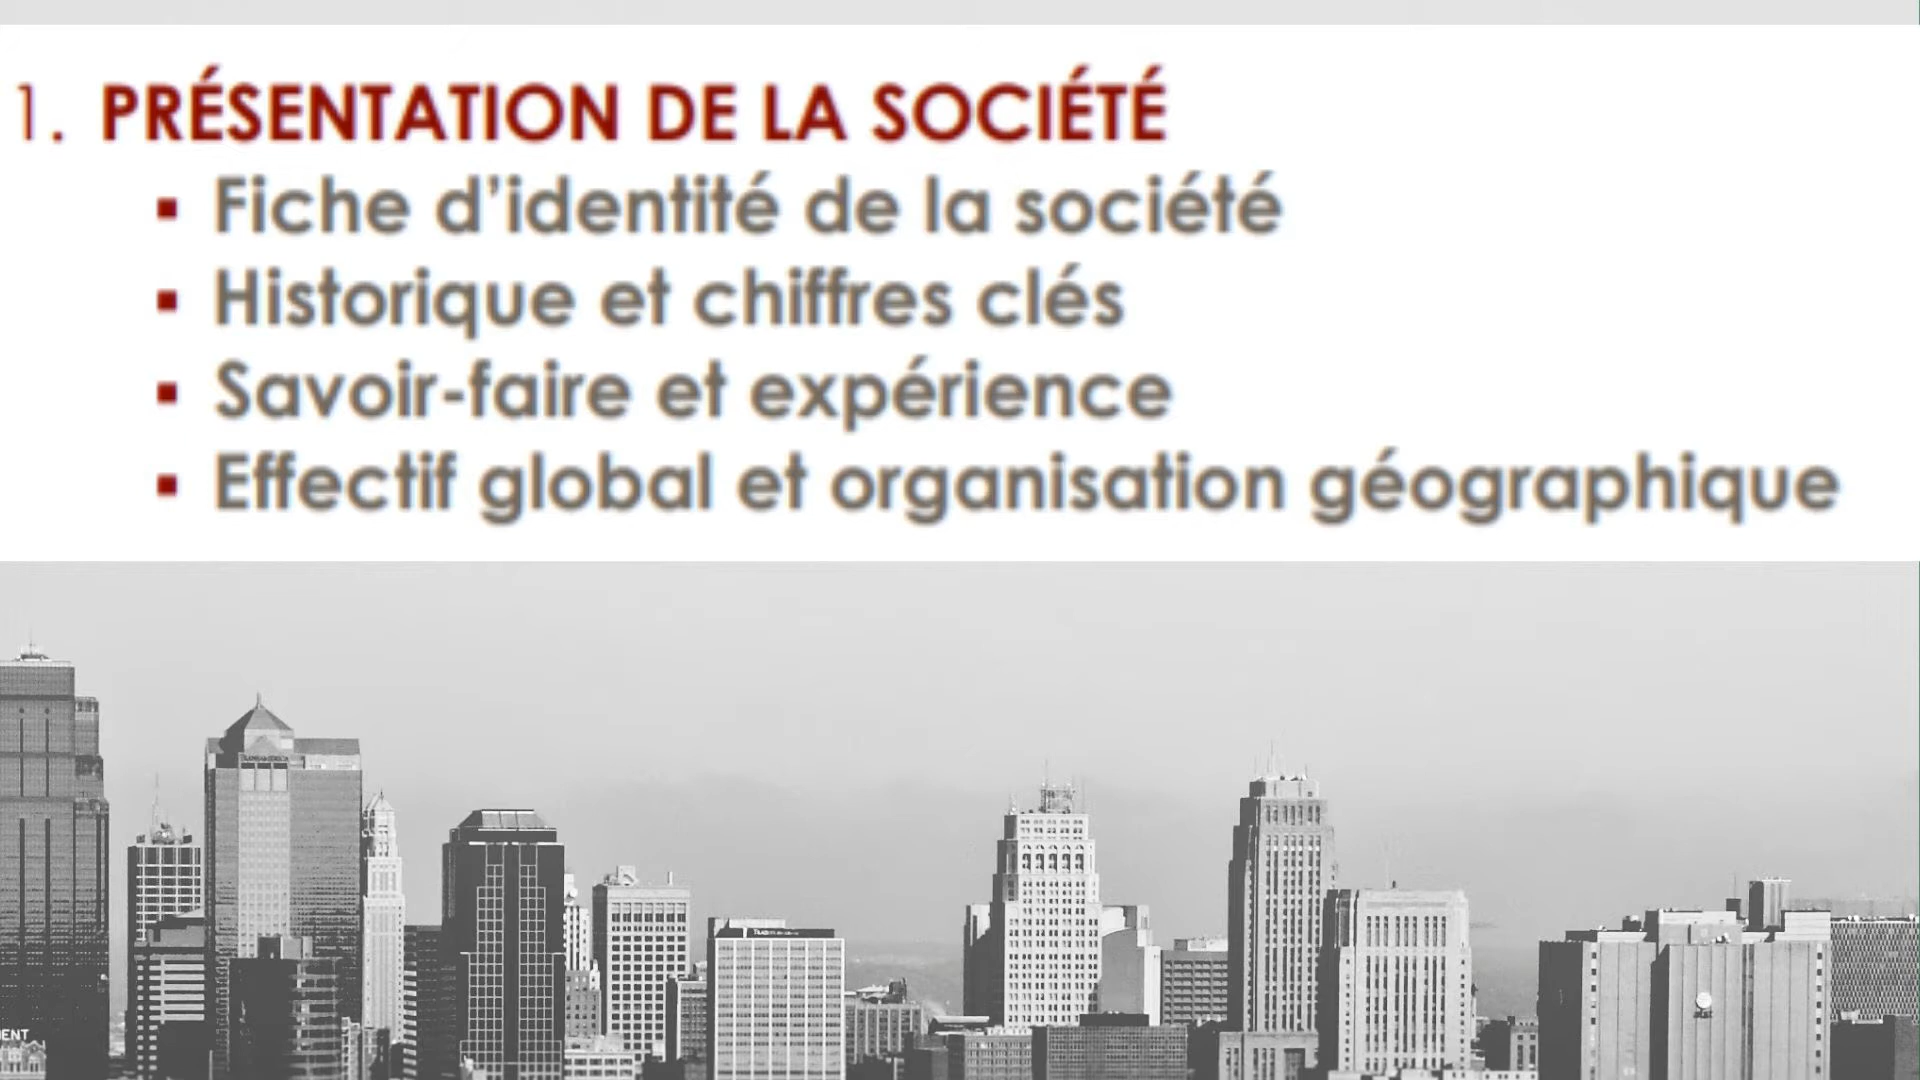 1. PRÉSENTATION DE LA SOCIÉTÉ
▪ Fiche d’identité de la société
▪ Historique et chiffres clés
▪ Savoir-faire et expérience
▪ Effectif global et organisation géographique